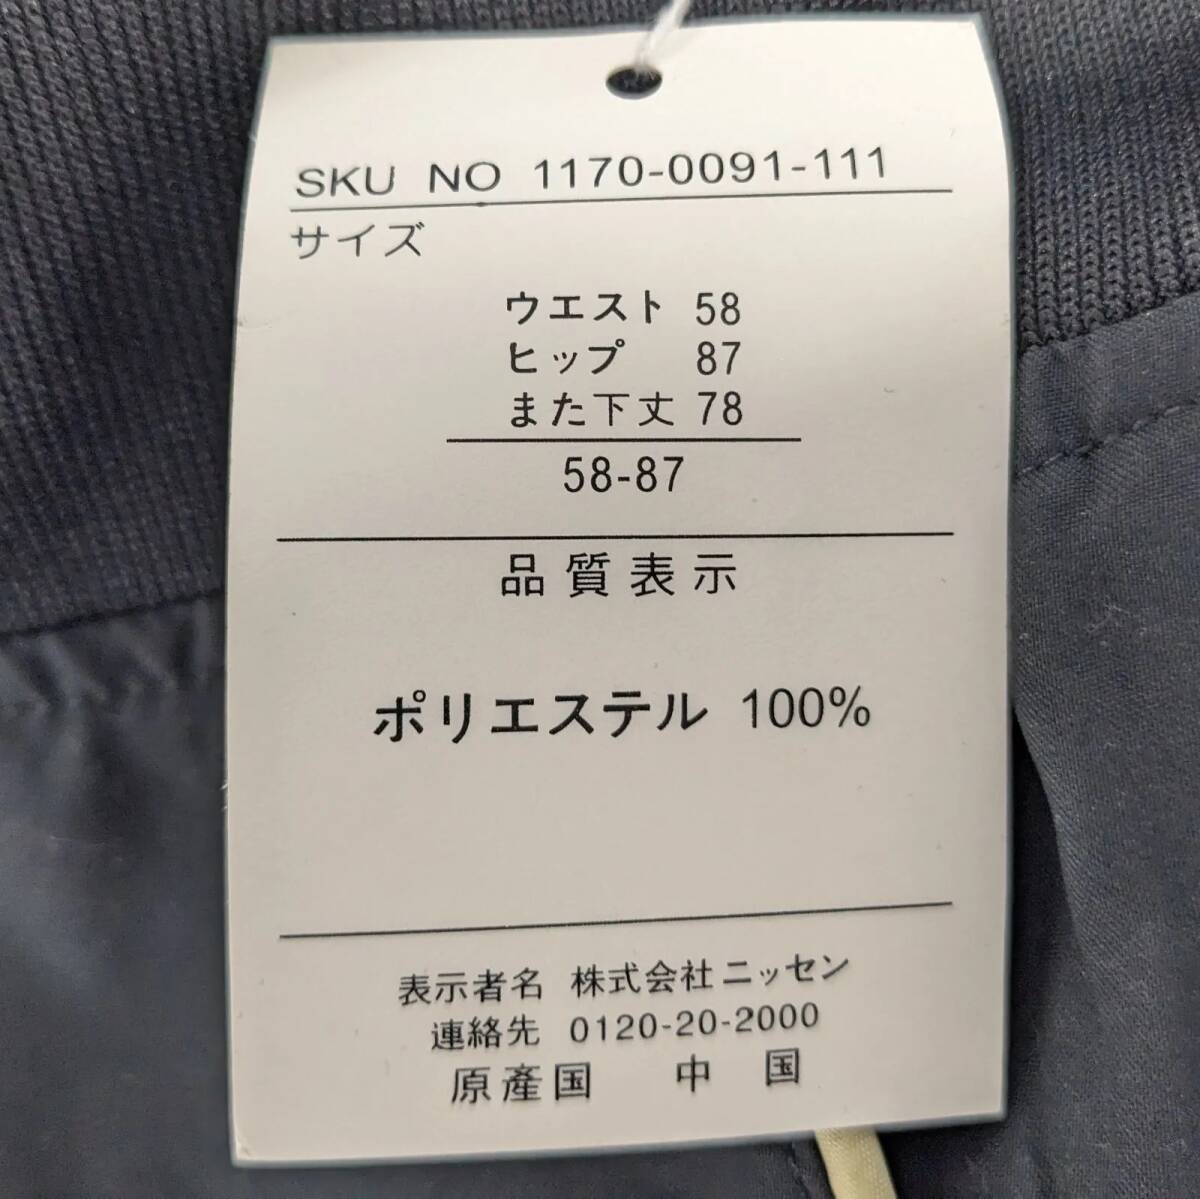 SKU NO 1170-0091-111
サイズ
ウエスト 58
ヒップ 87
また下丈 78
58-87
品質表示
ポリエステル 100%
表示者名 株式会社ニッセン
連絡先 0120-20-2000
原産国 中国